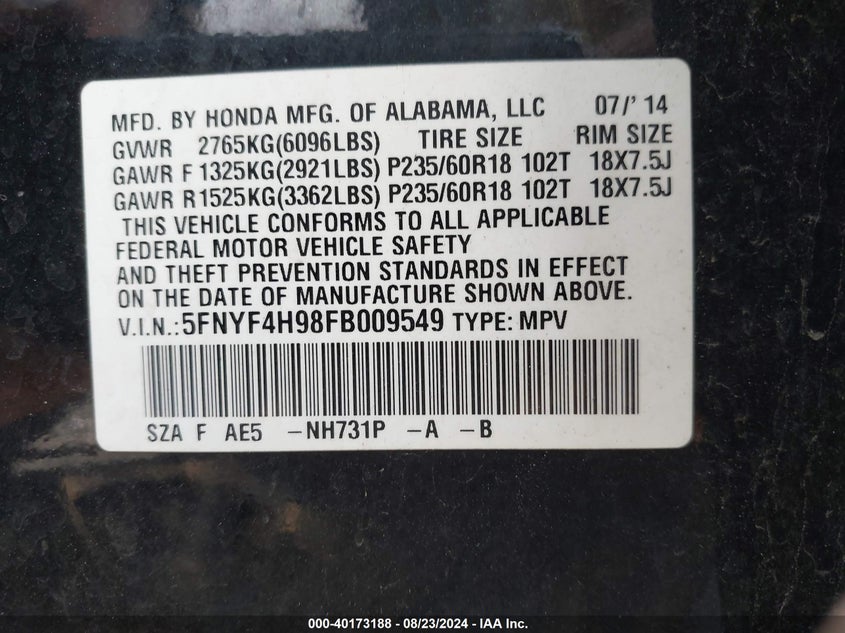 MFD. BY HONDA MFG. OF ALABAMA, LLC 07/' 14
GVWR 2765KG(6096LBS) TIRE SIZE RIM SIZE
GAWR F 1325KG(2921LBS) P235/60R18 102T 18X7.5J
GAWR R1525KG(3362LBS) P235/60R18 102T 18X7.5J
THIS VEHICLE CONFORMS TO ALL APPLICABLE
FEDERAL MOTOR VEHICLE SAFETY
AND THEFT PREVENTION STANDARDS IN EFFECT
ON THE DATE OF MANUFACTURE SHOWN ABOVE.
V.I.N.:5FNYF4H98FB009549 TYPE: MPV
SZA F AE5 -NH731P -A -B
000-40173188 - 08/23/2024 - IAA Inc.